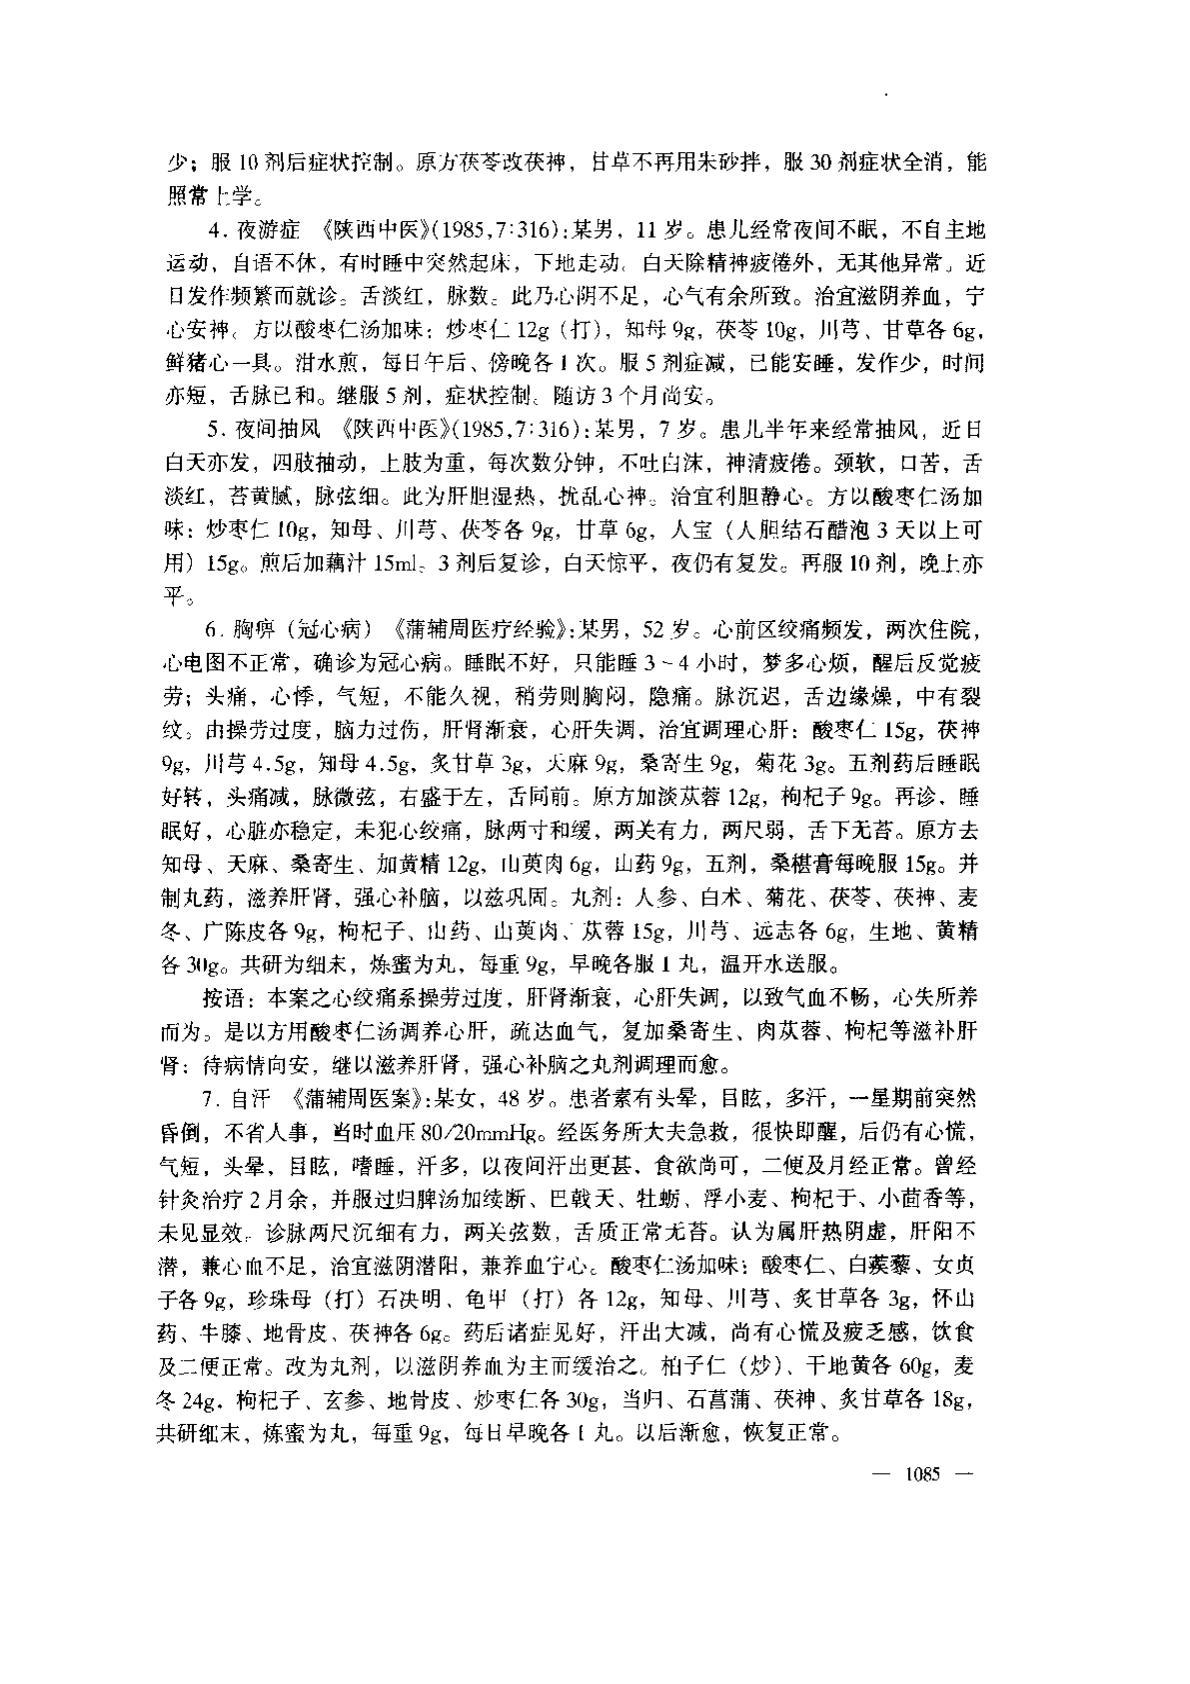 少；服 10 剂后症状控制。原方茯苓改茯神，甘草不再用朱砂拌，服 30 剂症状全消，能
照常上学。
4. 夜游症 《陕西中医》(1985,7:316)：某男，11 岁。患儿经常夜间不眠，不自主地
运动，自语不休，有时睡中突然起床，下地走动。白天除精神疲倦外，无其他异常。近
日发作频繁而就诊。舌淡红，脉数。此乃心阴不足，心气有余所致。治宜滋阴养血，宁
心安神。方以酸枣仁汤加味：炒枣仁 12g（打），知母 9g，茯苓 10g，川芎、甘草各 6g，
鲜猪心一具。泔水煎，每日午后、傍晚各 1 次。服 5 剂症减，已能安睡，发作少，时间
亦短，舌脉已和。继服 5 剂，症状控制。随访 3 个月尚安。
5. 夜间抽风 《陕西中医》(1985,7:316)：某男，7 岁。患儿半年来经常抽风，近日
白天亦发，四肢抽动，上肢为重，每次数分钟，不吐白沫，神清疲倦。颈软，口苦，舌
淡红，苔黄腻，脉弦细。此为肝胆湿热，扰乱心神。治宜利胆静心。方以酸枣仁汤加
味：炒枣仁 10g，知母、川芎、茯苓各 9g，甘草 6g，人宝（人胆结石醋泡 3 天以上可
用）15g。煎后加藕汁 15ml。3 剂后复诊，白天惊平，夜仍有复发。再服 10 剂，晚上亦
平。
6. 胸痹（冠心病）《蒲辅周医疗经验》：某男，52 岁。心前区绞痛频发，两次住院，
心电图不正常，确诊为冠心病。睡眠不好，只能睡 3～4 小时，梦多心烦，醒后反觉疲
劳；头痛，心悸，气短，不能久视，稍劳则胸闷，隐痛。脉沉迟，舌边缘燥，中有裂
纹。由操劳过度，脑力过伤，肝肾渐衰，心肝失调，治宜调理心肝：酸枣仁 15g，茯神
9g，川芎 4.5g，知母 4.5g，炙甘草 3g，天麻 9g，桑寄生 9g，菊花 3g。五剂药后睡眠
好转，头痛减，脉微弦，右盛于左，舌同前。原方加淡苁蓉 12g，枸杞子 9g。再诊，睡
眠好，心脏亦稳定，未犯心绞痛，脉两寸和缓，两关有力，两尺弱，舌下无苔。原方去
知母、天麻、桑寄生、加黄精 12g，山萸肉 6g，山药 9g，五剂，桑椹膏每晚服 15g。并
制丸药，滋养肝肾，强心补脑，以兹巩固。丸剂：人参、白术、菊花、茯苓、茯神、麦
冬、广陈皮各 9g，枸杞子、山药、山萸肉、苁蓉 15g，川芎、远志各 6g，生地、黄精
各 30g。共研为细末，炼蜜为丸，每重 9g，早晚各服 1 丸，温开水送服。
按语：本案之心绞痛系操劳过度，肝肾渐衰，心肝失调，以致气血不畅，心失所养
而为。是以方用酸枣仁汤调养心肝，疏达血气，复加桑寄生、肉苁蓉、枸杞等滋补肝
肾；待病情向安，继以滋养肝肾，强心补脑之丸剂调理而愈。
7. 自汗 《蒲辅周医案》：某女，48 岁。患者素有头晕，目眩，多汗，一星期前突然
昏倒，不省人事，当时血压 80/20mmHg。经医务所大夫急救，很快即醒，后仍有心慌，
气短，头晕，目眩，嗜睡，汗多，以夜间汗出更甚，食欲尚可，二便及月经正常。曾经
针灸治疗 2 月余，并服过归脾汤加续断、巴戟天、牡蛎、浮小麦、枸杞子、小茴香等，
未见显效。诊脉两尺沉细有力，两关弦数，舌质正常无苔。认为属肝热阴虚，肝阳不
潜，兼心血不足，治宜滋阴潜阳，兼养血宁心。酸枣仁汤加味：酸枣仁、白蒺藜、女贞
子各 9g，珍珠母（打）石决明、龟甲（打）各 12g，知母、川芎、炙甘草各 3g，怀山
药、牛膝、地骨皮、茯神各 6g。药后诸症见好，汗出大减，尚有心慌及疲乏感，饮食
及二便正常。改为丸剂，以滋阴养血为主而缓治之。柏子仁（炒）、干地黄各 60g，麦
冬 24g，枸杞子、玄参、地骨皮、炒枣仁各 30g，当归、石菖蒲、茯神、炙甘草各 18g，
共研细末，炼蜜为丸，每重 9g，每日早晚各 1 丸。以后渐愈，恢复正常。
— 1085 —